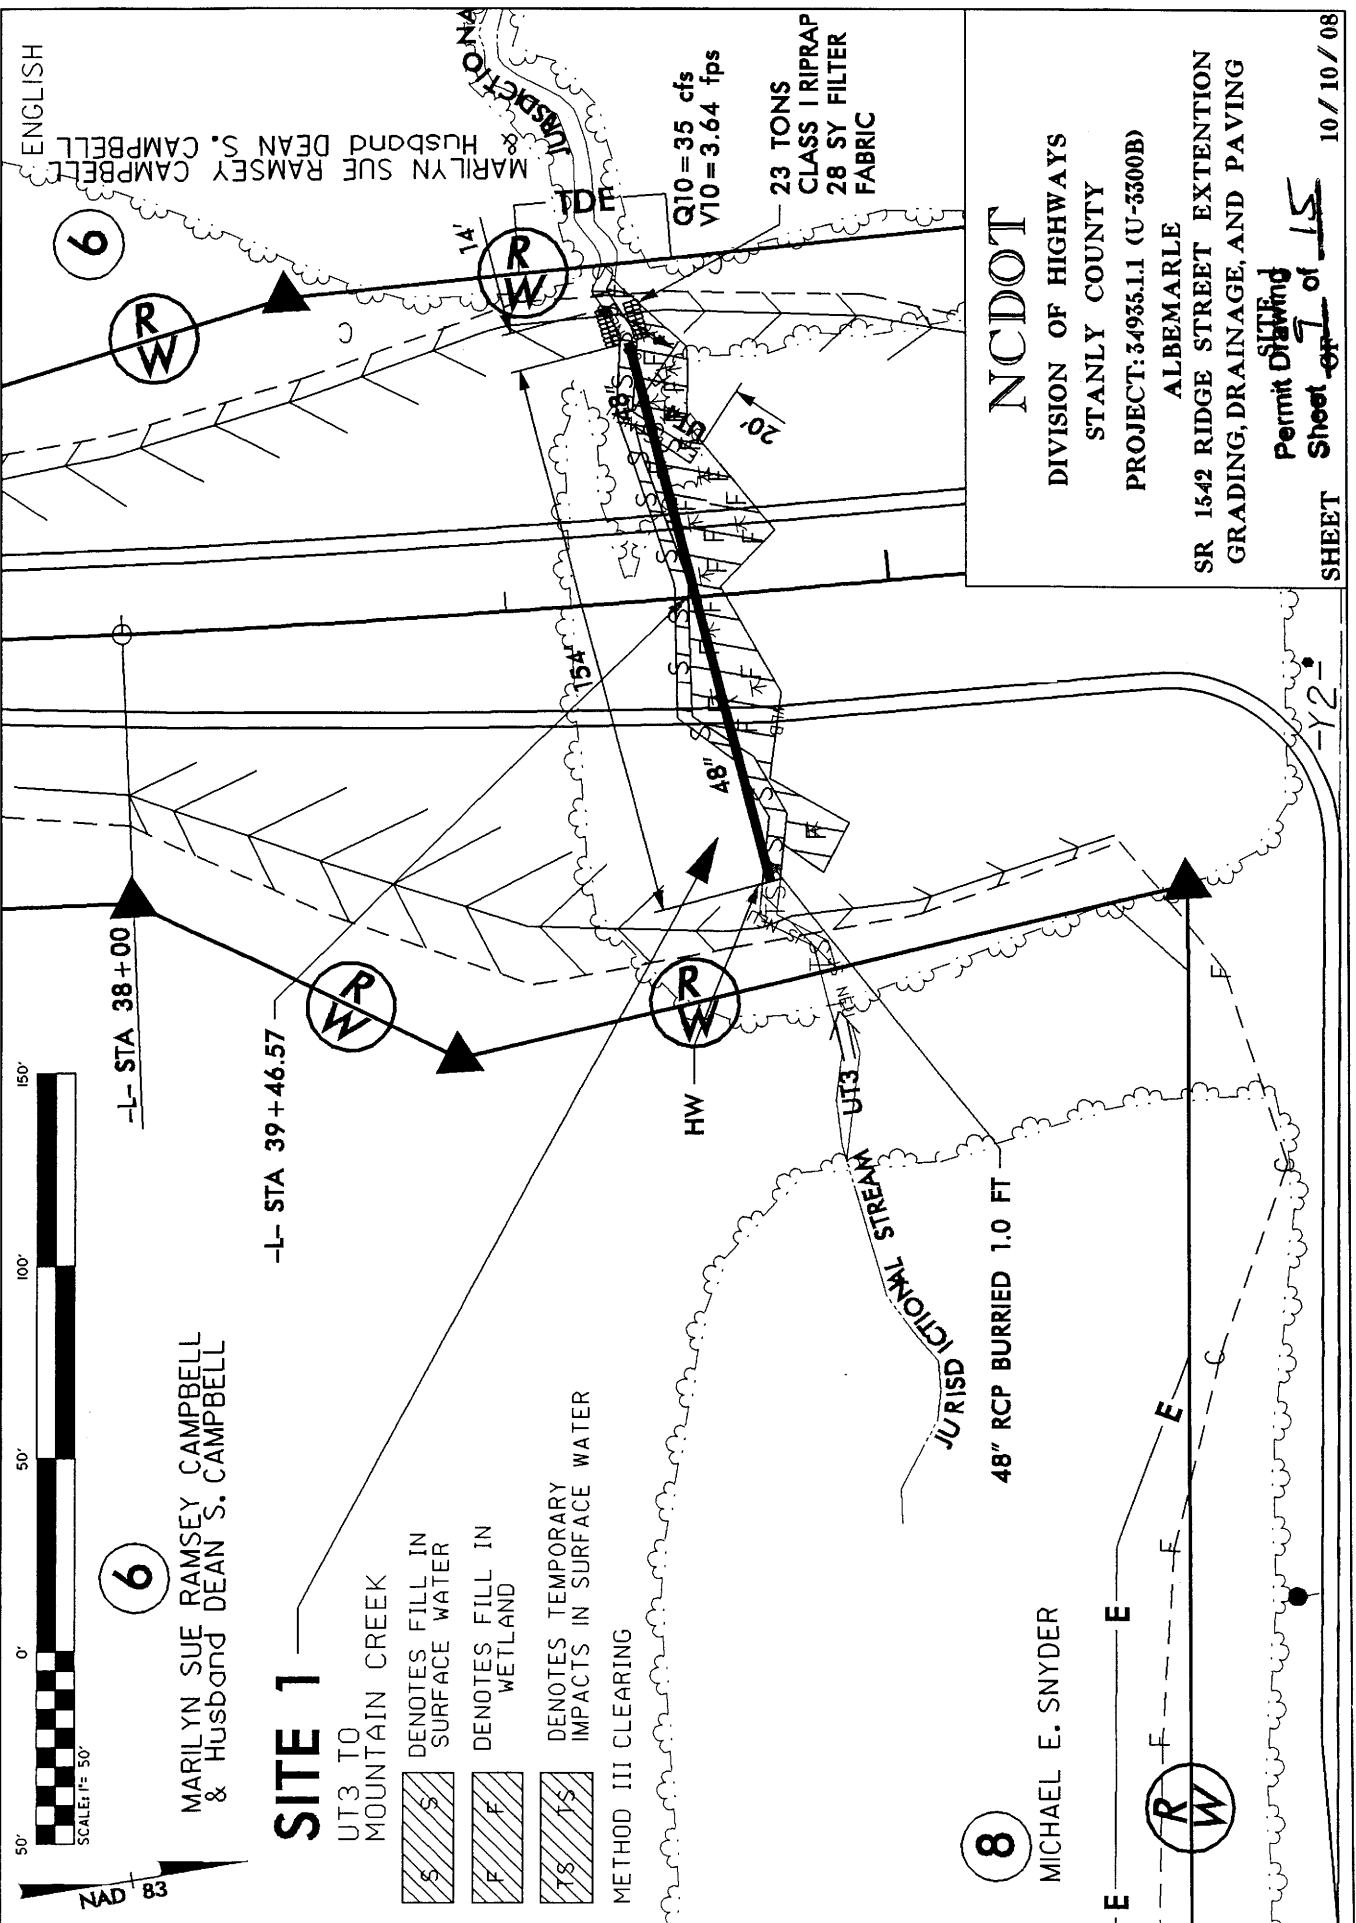 ENGLISH
50' 0' 50' 100' 150'
SCALE: 1"= 50'
NAD 83
6
MARILYN SUE RAMSEY CAMPBELL
& Husband DEAN S. CAMPBELL
6
MARILYN SUE RAMSEY CAMPBELL
& Husband DEAN S. CAMPBELL
SITE 1
UT3 TO
MOUNTAIN CREEK
S S
DENOTES FILL IN
SURFACE WATER
F F
DENOTES FILL IN
WETLAND
TS TS
DENOTES TEMPORARY
IMPACTS IN SURFACE WATER
METHOD III CLEARING
-L- STA 38+00
-L- STA 39+46.57
R
W
R
W
R
W
R
W
R
W
HW
UT3
JURISDICTIONAL STREAM
48" RCP BURRIED 1.0 FT
154'
48"
48"
14'
20'
TDE
JURISDICTIONA
Q10=35 cfs
V10=3.64 fps
23 TONS
CLASS I RIPRAP
28 SY FILTER
FABRIC
8
MICHAEL E. SNYDER
E
E
E
F
F
C
C
F
C
-Y2-
NCDOT
DIVISION OF HIGHWAYS
STANLY COUNTY
PROJECT: 34935.1.1 (U-3300B)
ALBEMARLE
SR 1542 RIDGE STREET EXTENTION
GRADING, DRAINAGE, AND PAVING
SITE
Permit Drawing
Sheet of 15
SHEET OF 10/10/08